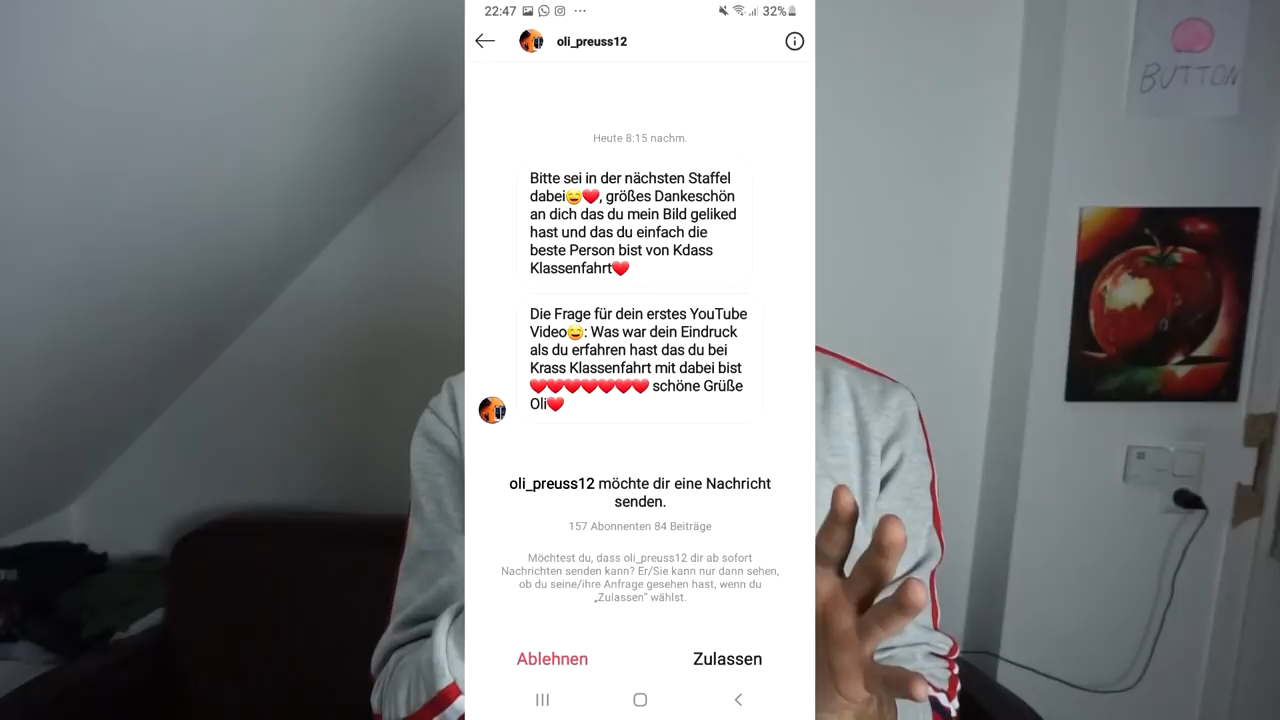 22:47
32%
oli_preuss12
BUTTON
Heute 8:15 nachm.
Bitte sei in der nächsten Staffel
dabei😅❤️, größes Dankeschön
an dich das du mein Bild geliked
hast und das du einfach die
beste Person bist von Kdass
Klassenfahrt❤️
Die Frage für dein erstes YouTube
Video😅: Was war dein Eindruck
als du erfahren hast das du bei
Krass Klassenfahrt mit dabei bist
❤️❤️❤️❤️❤️❤️❤️ schöne Grüße
Oli❤️
oli_preuss12 möchte dir eine Nachricht
senden.
157 Abonnenten 84 Beiträge
Möchtest du, dass oli_preuss12 dir ab sofort
Nachrichten senden kann? Er/Sie kann nur dann sehen,
ob du seine/ihre Anfrage gesehen hast, wenn du
„Zulassen“ wählst.
Ablehnen
Zulassen